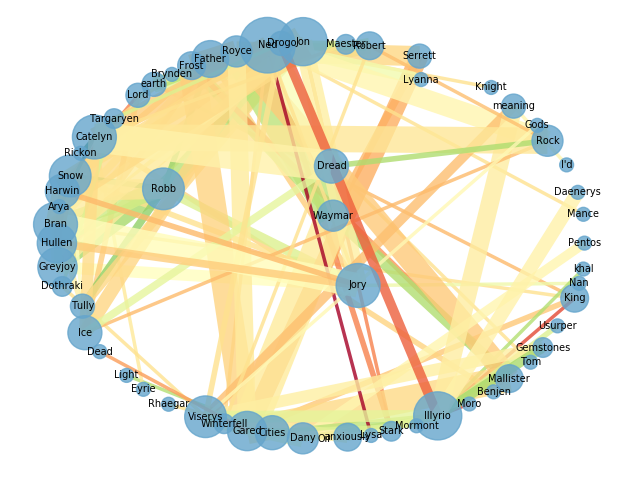 Ned
Drogo
Jon
Maester
Robert
Royce
Serrett
Father
Frost
Lyanna
Brynden
earth
Knight
Lord
meaning
Targaryen
Gods
Catelyn
Rock
Rickon
Dread
I'd
Snow
Robb
Harwin
Daenerys
Arya
Waymar
Mance
Bran
Hullen
Pentos
Greyjoy
khal
Dothraki
Jory
Nan
King
Tully
Ice
Usurper
Dead
Gemstones
Tom
Light
Mallister
Eyrie
Benjen
Rhaegar
Moro
Viserys
Illyrio
Winterfell
Mormont
Gared
Cities
Stark
Dany
anxiously
Lysa